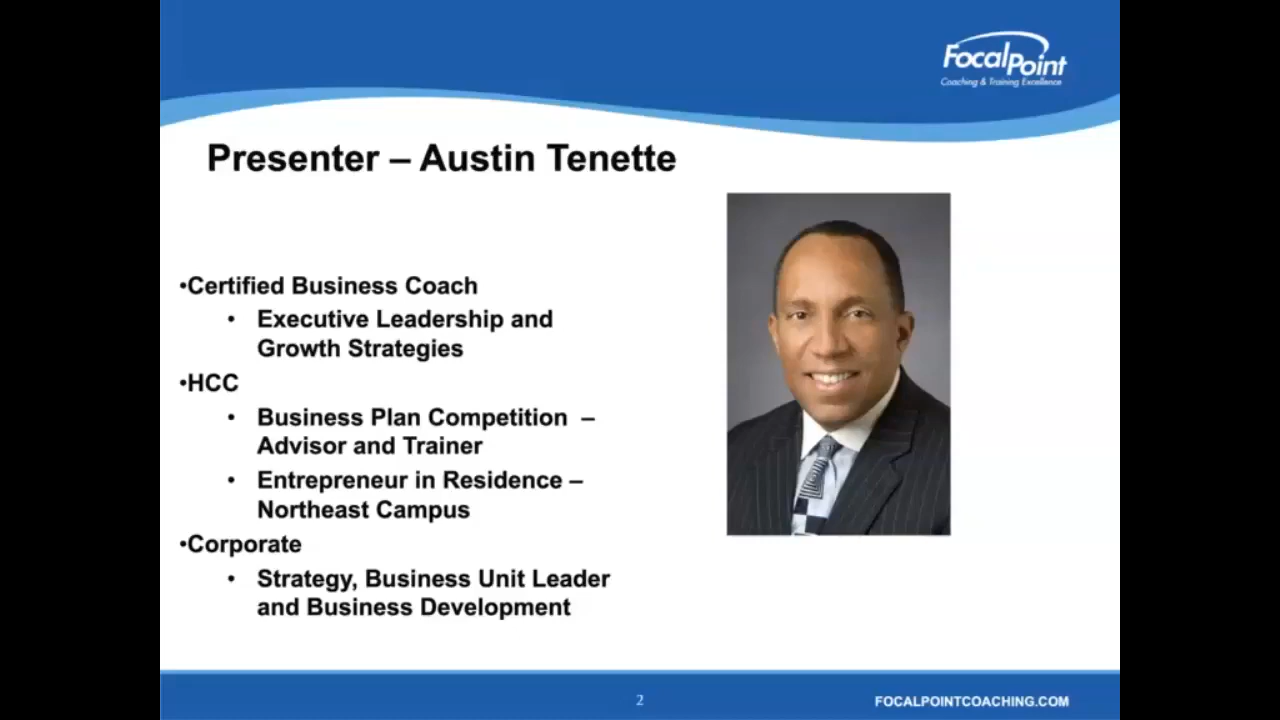 FocalPoint
Coaching & Training Excellence
Presenter – Austin Tenette
•Certified Business Coach
• Executive Leadership and
Growth Strategies
•HCC
• Business Plan Competition –
Advisor and Trainer
• Entrepreneur in Residence –
Northeast Campus
•Corporate
• Strategy, Business Unit Leader
and Business Development
2
FOCALPOINTCOACHING.COM